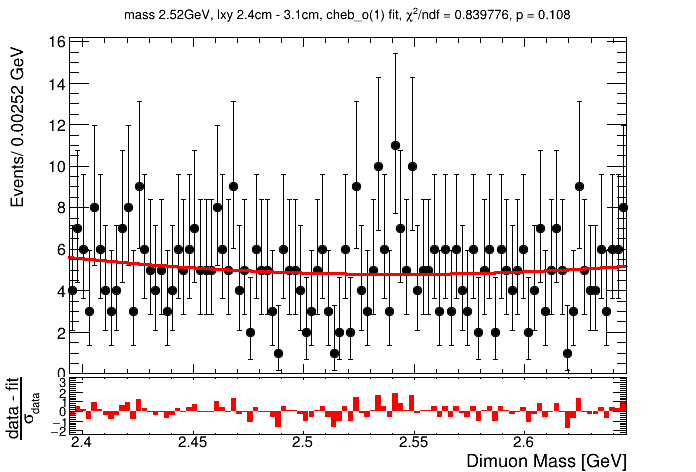 mass 2.52GeV, lxy 2.4cm - 3.1cm, cheb_o(1) fit, χ²/ndf = 0.839776, p = 0.108
Events/ 0.00252 GeV
16
14
12
10
8
6
4
2
0
data - fit
σdata
3
2
1
0
−1
−2
2.4 2.45 2.5 2.55 2.6
Dimuon Mass [GeV]